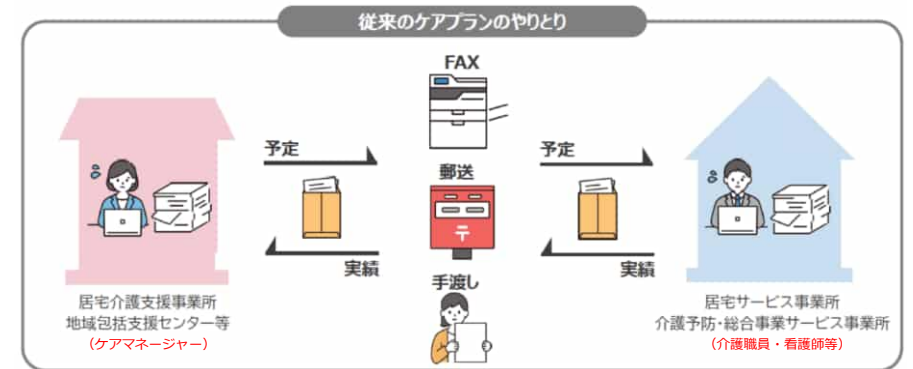 従来のケアプランのやりとり
FAX
予定
予定
郵送
〒
実績
実績
手渡し
居宅介護支援事業所
地域包括支援センター等
（ケアマネージャー）
居宅サービス事業所
介護予防・総合事業サービス事業所
（介護職員・看護師等）